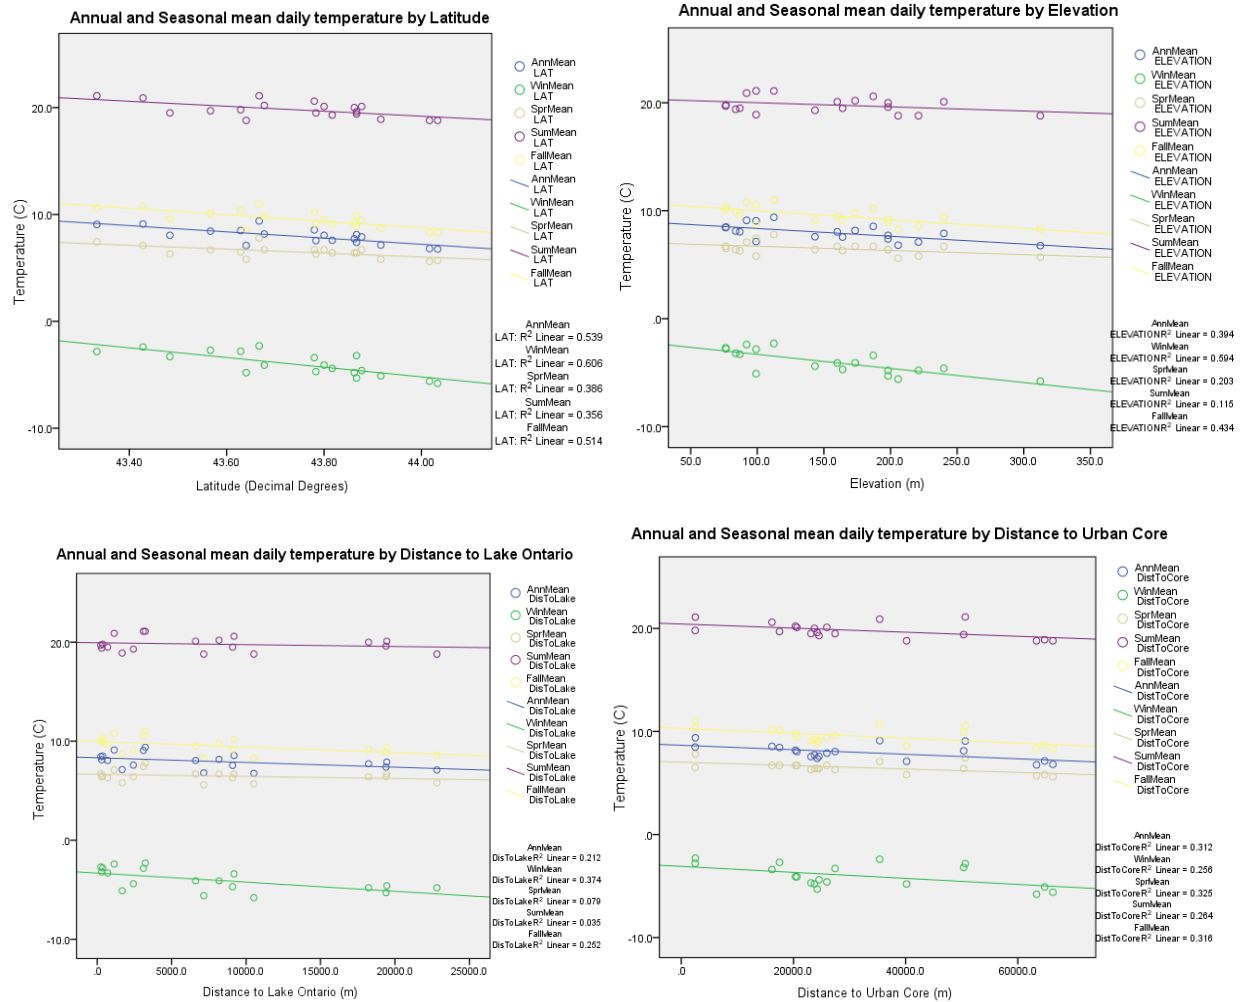 Annual and Seasonal mean daily temperature by Latitude
Temperature (C)
20.0
10.0
.0
-10.0
43.40
43.60
43.80
44.00
Latitude (Decimal Degrees)
AnnMean
LAT
WinMean
LAT
SprMean
LAT
SumMean
LAT
FallMean
LAT
AnnMean
LAT
WinMean
LAT
SprMean
LAT
SumMean
LAT
FallMean
LAT
AnnMean
LAT: R² Linear = 0.539
WinMean
LAT: R² Linear = 0.606
SprMean
LAT: R² Linear = 0.386
SumMean
LAT: R² Linear = 0.356
FallMean
LAT: R² Linear = 0.514
Annual and Seasonal mean daily temperature by Elevation
Temperature (C)
20.0
10.0
.0
-10.0
50.0
100.0
150.0
200.0
250.0
300.0
350.0
Elevation (m)
AnnMean
ELEVATION
WinMean
ELEVATION
SprMean
ELEVATION
SumMean
ELEVATION
FallMean
ELEVATION
AnnMean
ELEVATION
WinMean
ELEVATION
SprMean
ELEVATION
SumMean
ELEVATION
FallMean
ELEVATION
AnnMean
ELEVATIONR² Linear = 0.394
WinMean
ELEVATIONR² Linear = 0.594
SprMean
ELEVATIONR² Linear = 0.203
SumMean
ELEVATIONR² Linear = 0.115
FallMean
ELEVATIONR² Linear = 0.434
Annual and Seasonal mean daily temperature by Distance to Lake Ontario
Temperature (C)
20.0
10.0
.0
-10.0
.0
5000.0
10000.0
15000.0
20000.0
25000.0
Distance to Lake Ontario (m)
AnnMean
DisToLake
WinMean
DisToLake
SprMean
DisToLake
SumMean
DisToLake
FallMean
DisToLake
AnnMean
DisToLake
WinMean
DisToLake
SprMean
DisToLake
SumMean
DisToLake
FallMean
DisToLake
AnnMean
DisToLakeR² Linear = 0.212
WinMean
DisToLakeR² Linear = 0.374
SprMean
DisToLakeR² Linear = 0.079
SumMean
DisToLakeR² Linear = 0.035
FallMean
DisToLakeR² Linear = 0.252
Annual and Seasonal mean daily temperature by Distance to Urban Core
Temperature (C)
20.0
10.0
.0
-10.0
.0
20000.0
40000.0
60000.0
Distance to Urban Core (m)
AnnMean
DistToCore
WinMean
DistToCore
SprMean
DistToCore
SumMean
DistToCore
FallMean
DistToCore
AnnMean
DistToCore
WinMean
DistToCore
SprMean
DistToCore
SumMean
DistToCore
FallMean
DistToCore
AnnMean
DistToCoreR² Linear = 0.312
WinMean
DistToCoreR² Linear = 0.256
SprMean
DistToCoreR² Linear = 0.325
SumMean
DistToCoreR² Linear = 0.264
FallMean
DistToCoreR² Linear = 0.316